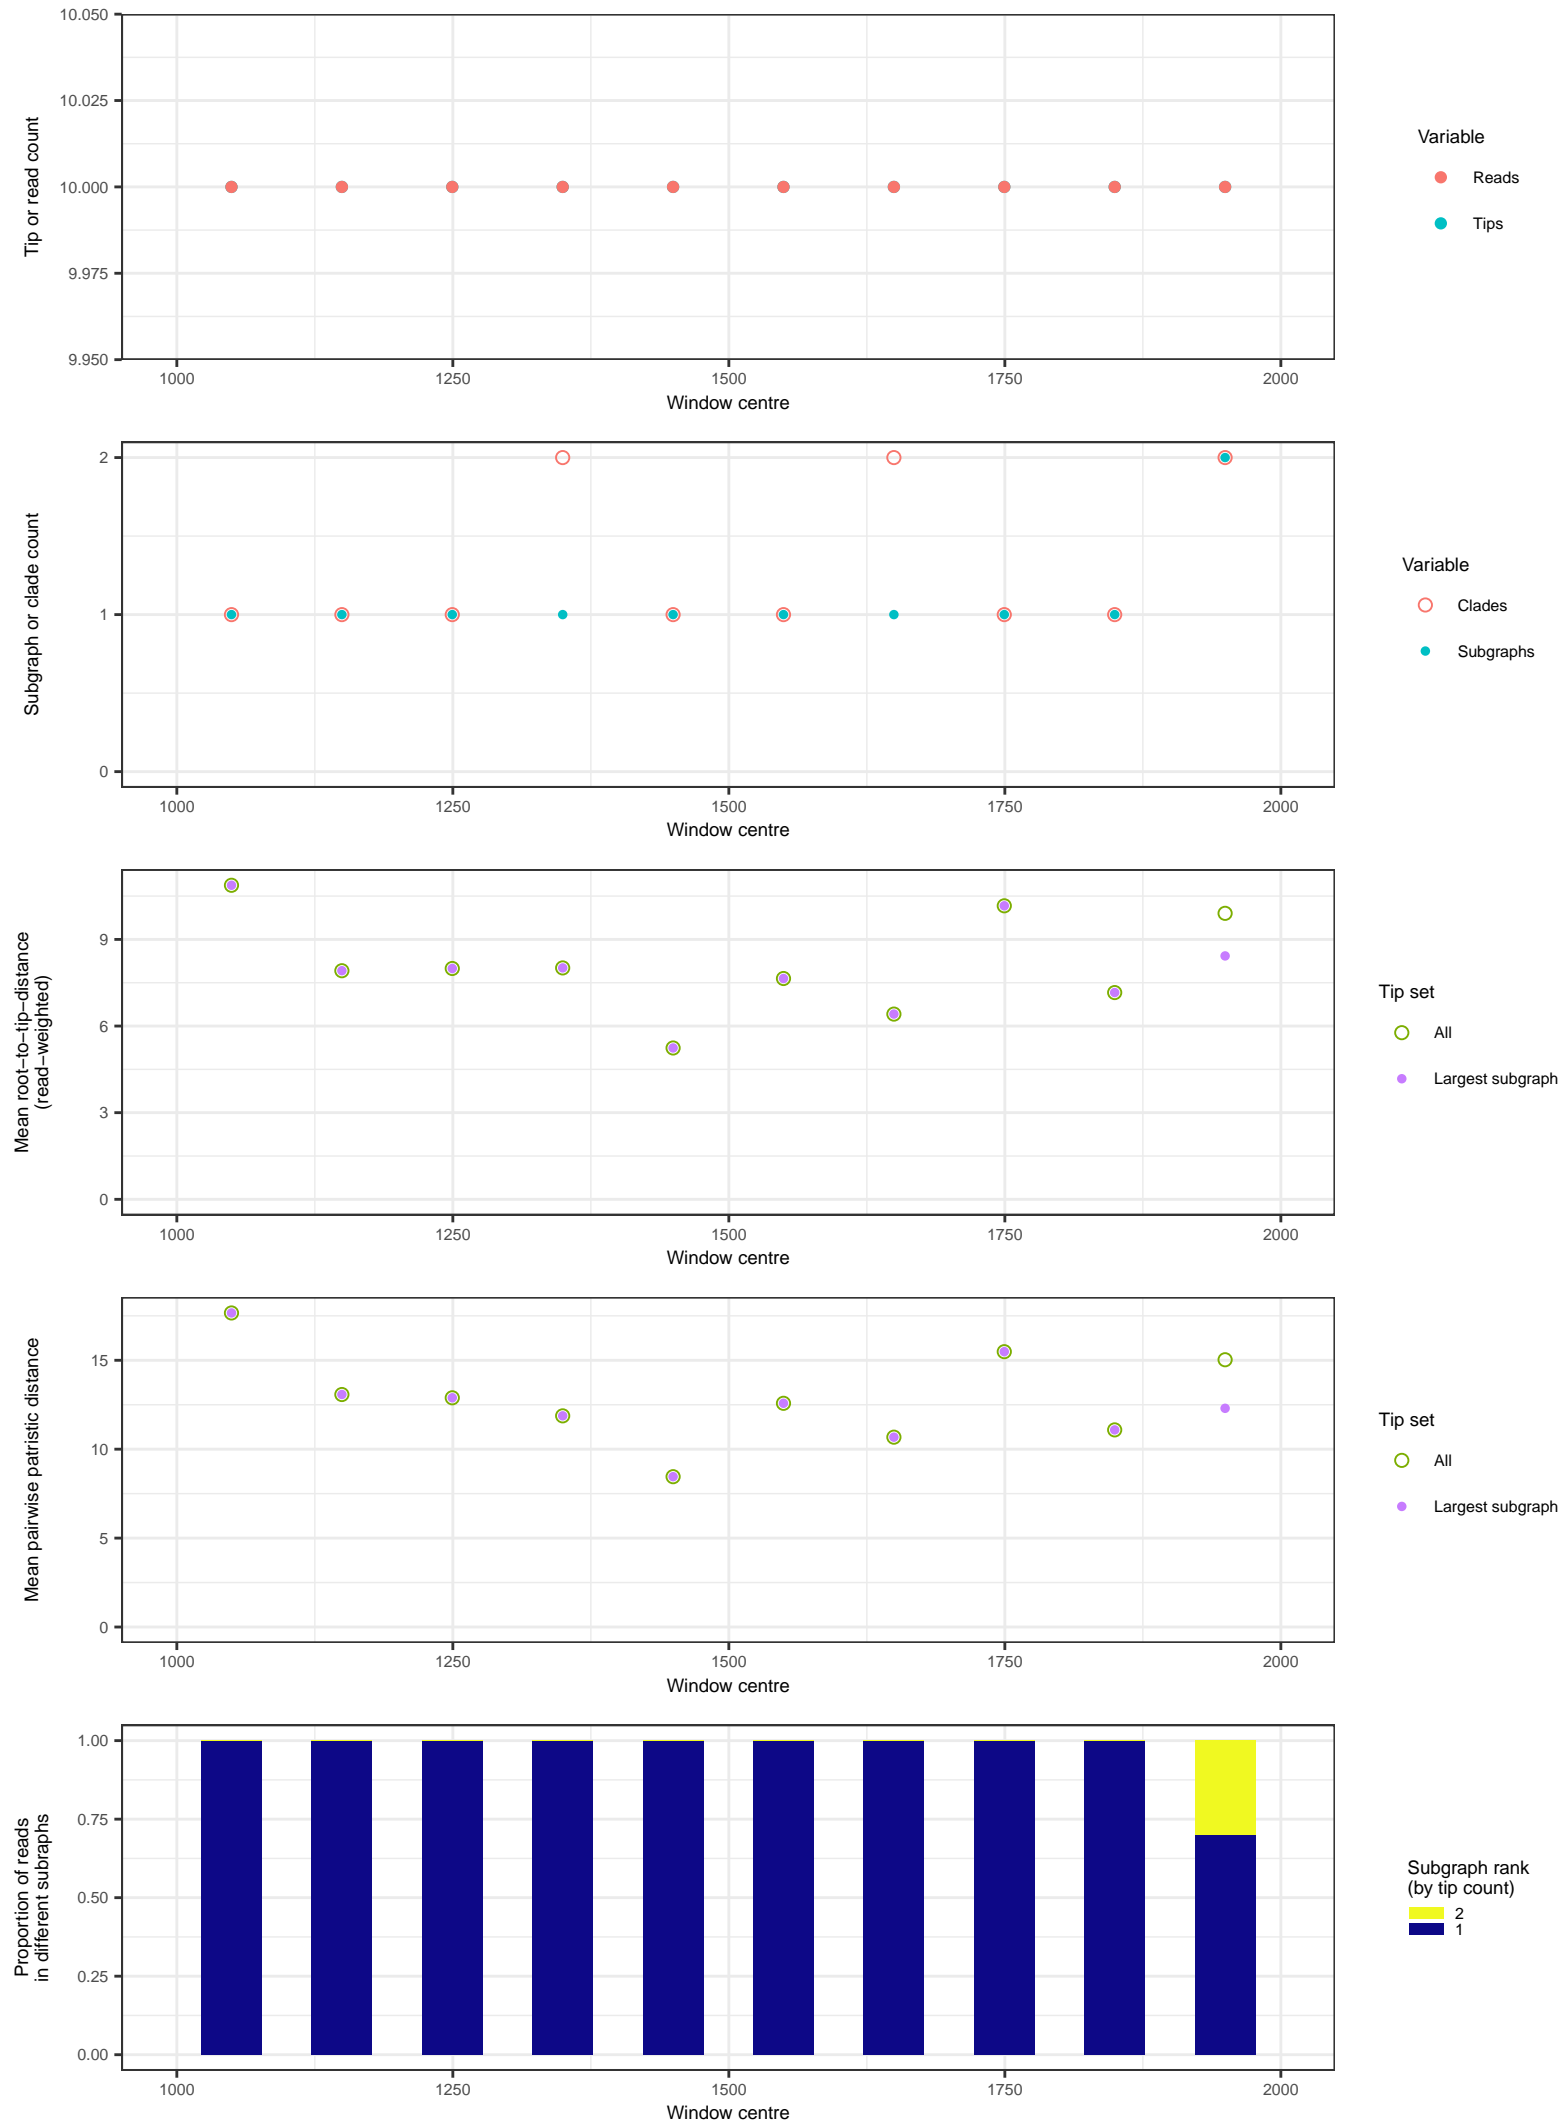 10.050
10.025
10.000
9.975
9.950
Tip or read count
1000 1250 1500 1750 2000
Window centre
Variable
Reads
Tips
2
1
0
Subgraph or clade count
1000 1250 1500 1750 2000
Window centre
Variable
Clades
Subgraphs
9
6
3
0
Mean root−to−tip−distance
(read−weighted)
1000 1250 1500 1750 2000
Window centre
Tip set
All
Largest subgraph
15
10
5
0
Mean pairwise patristic distance
1000 1250 1500 1750 2000
Window centre
Tip set
All
Largest subgraph
1.00
0.75
0.50
0.25
0.00
Proportion of reads
in different subraphs
1000 1250 1500 1750 2000
Window centre
Subgraph rank
(by tip count)
2
1